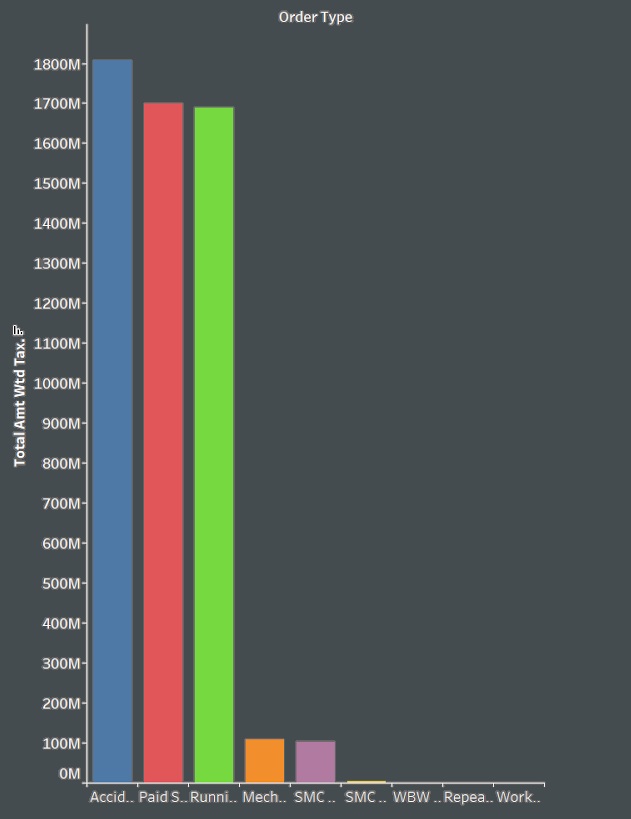 Order Type
Total Amt Wtd Tax.
1800M
1700M
1600M
1500M
1400M
1300M
1200M
1100M
1000M
900M
800M
700M
600M
500M
400M
300M
200M
100M
0M
Accid.. Paid S.. Runni.. Mech.. SMC .. SMC .. WBW .. Repea.. Work..